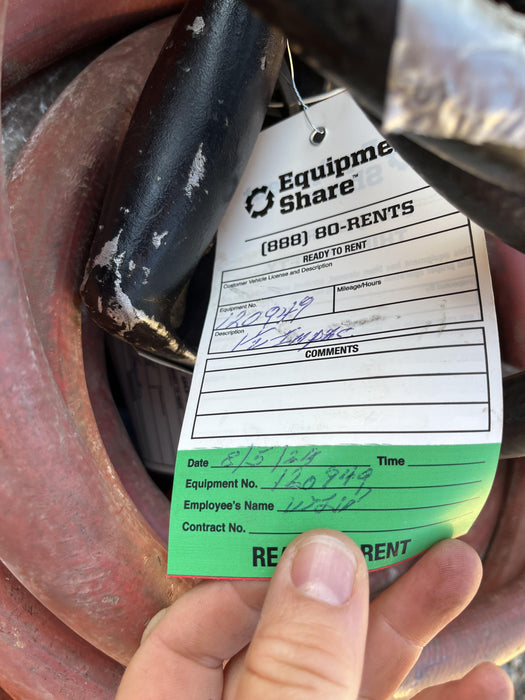 Equipme
Share™
(888) 80-RENTS
READY TO RENT
Customer Vehicle License and Description
Equipment No. Mileage/Hours
120949
Description
COMMENTS
Date 8/5/24 Time
Equipment No. 120949
Employee's Name
Contract No.
RE RENT